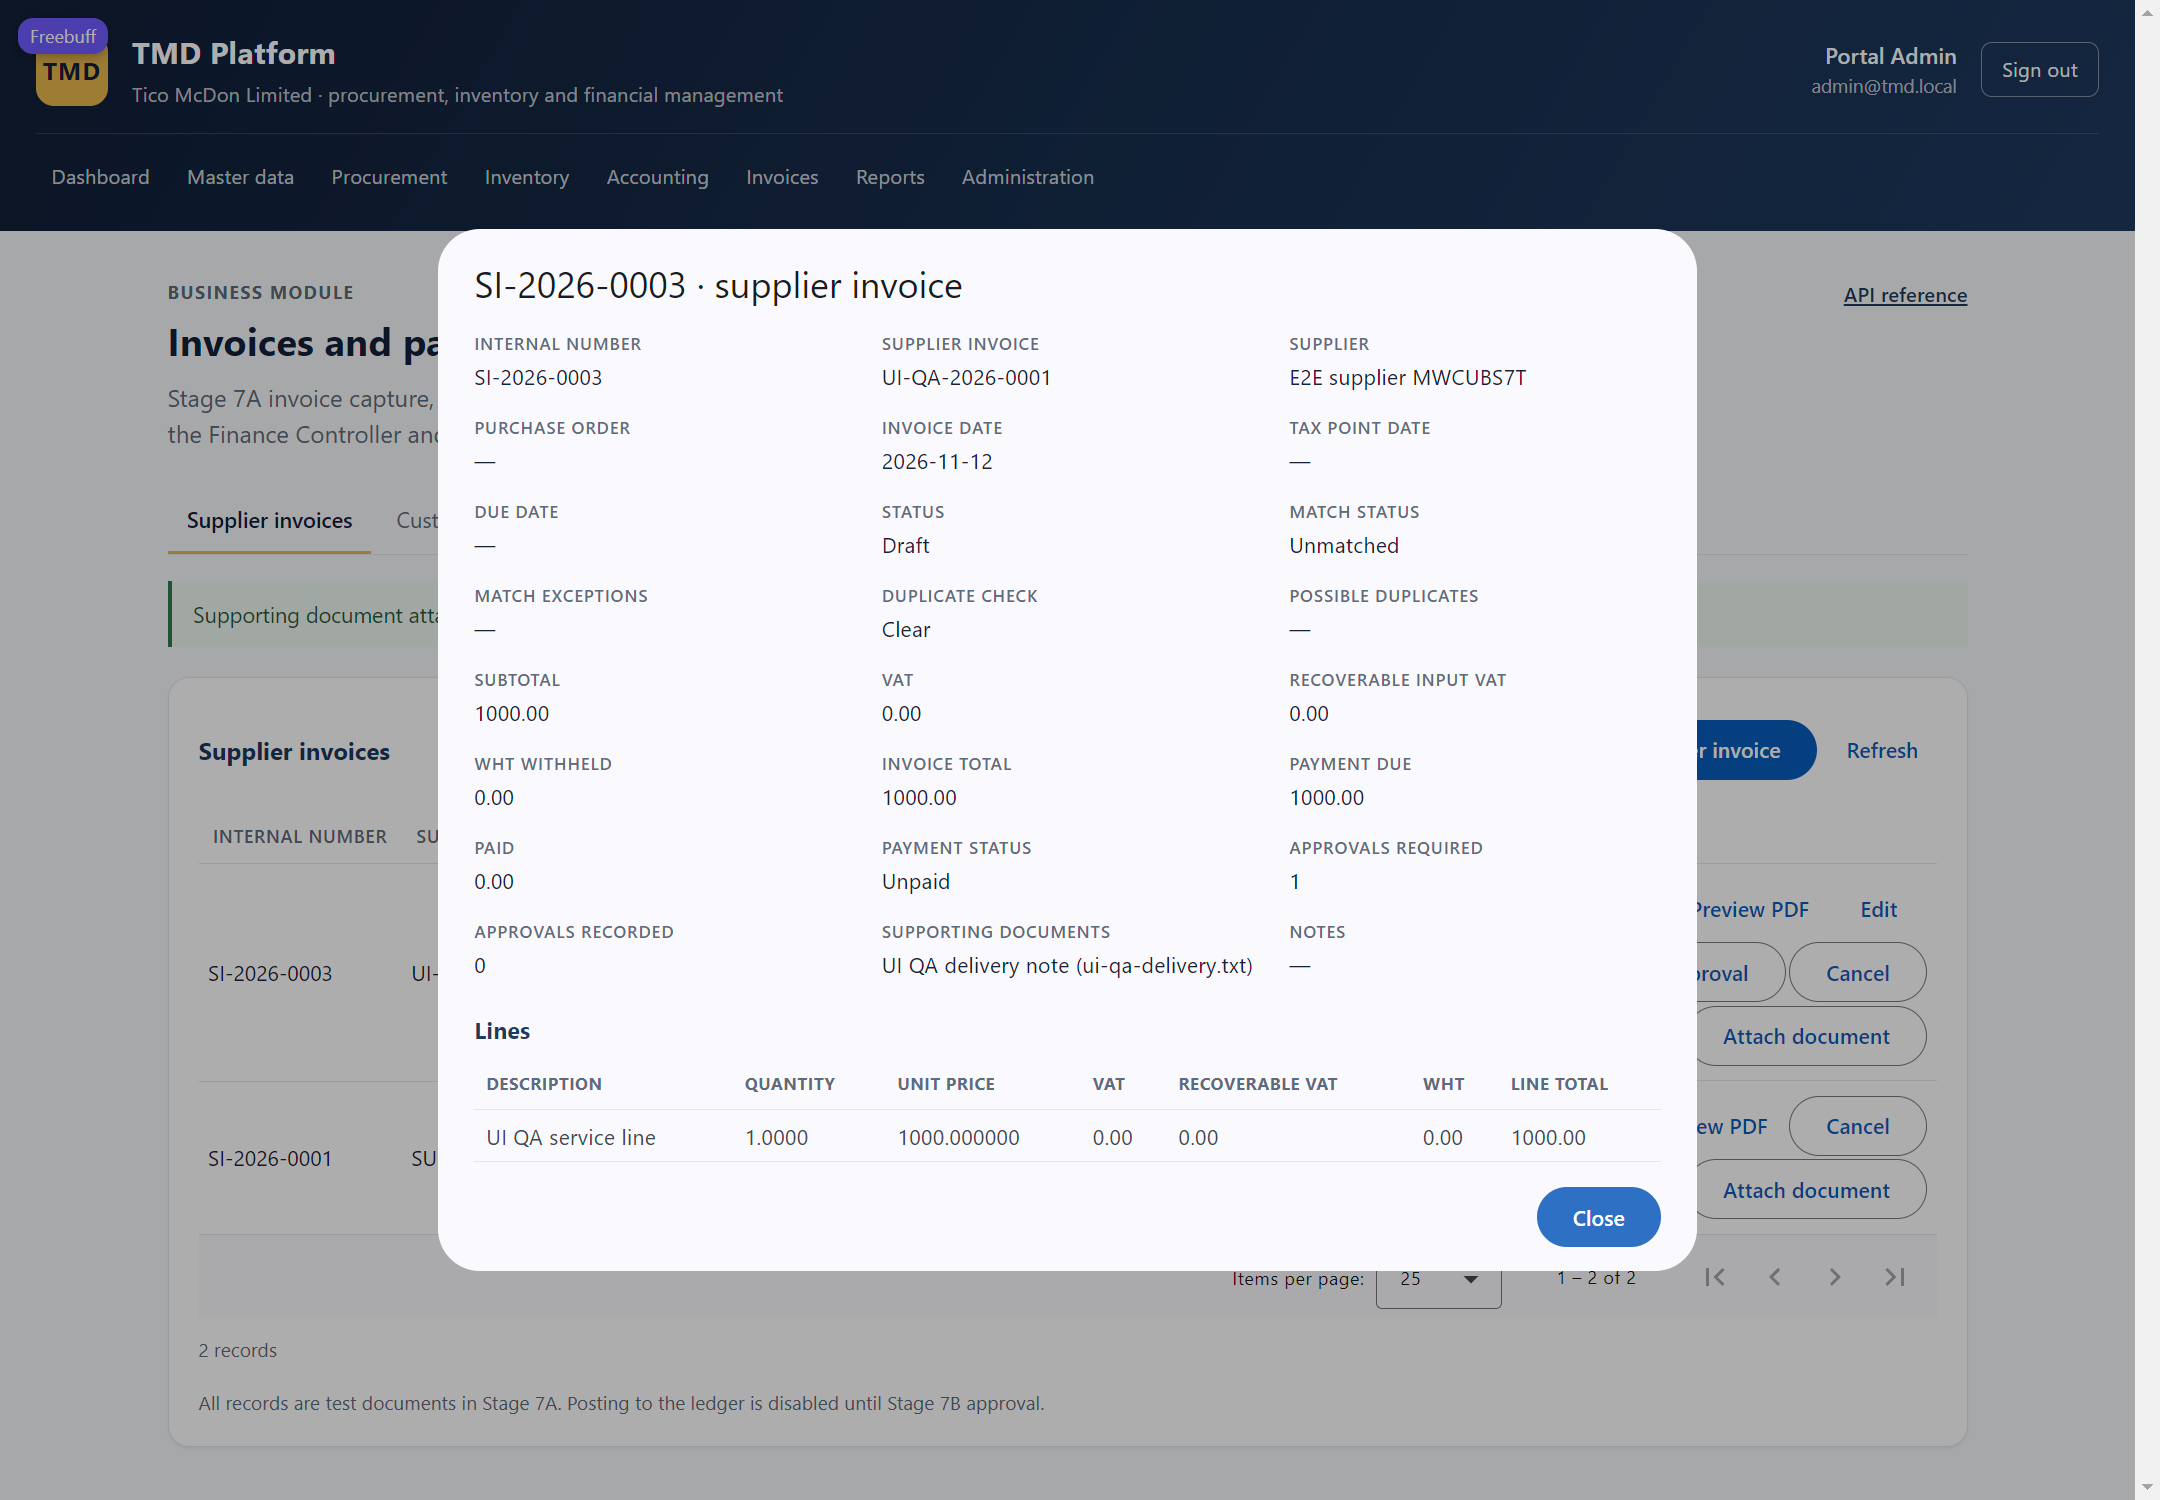 Freebuff
TMD
TMD Platform
Tico McDon Limited · procurement, inventory and financial management
Portal Admin
admin@tmd.local
Sign out
Dashboard Master data Procurement Inventory Accounting Invoices Reports Administration
BUSINESS MODULE
API reference
Invoices and pa
Stage 7A invoice capture,
the Finance Controller and
Supplier invoices Cust
Supporting document atta
Supplier invoices
r invoice Refresh
INTERNAL NUMBER SU
SI-2026-0003 UI-
Preview PDF Edit
proval Cancel
Attach document
SI-2026-0001 SU
ew PDF Cancel
Attach document
SI-2026-0003 · supplier invoice
INTERNAL NUMBER SUPPLIER INVOICE SUPPLIER
SI-2026-0003 UI-QA-2026-0001 E2E supplier MWCUBS7T
PURCHASE ORDER INVOICE DATE TAX POINT DATE
— 2026-11-12 —
DUE DATE STATUS MATCH STATUS
— Draft Unmatched
MATCH EXCEPTIONS DUPLICATE CHECK POSSIBLE DUPLICATES
— Clear —
SUBTOTAL VAT RECOVERABLE INPUT VAT
1000.00 0.00 0.00
WHT WITHHELD INVOICE TOTAL PAYMENT DUE
0.00 1000.00 1000.00
PAID PAYMENT STATUS APPROVALS REQUIRED
0.00 Unpaid 1
APPROVALS RECORDED SUPPORTING DOCUMENTS NOTES
0 UI QA delivery note (ui-qa-delivery.txt) —
Lines
DESCRIPTION QUANTITY UNIT PRICE VAT RECOVERABLE VAT WHT LINE TOTAL
UI QA service line 1.0000 1000.000000 0.00 0.00 0.00 1000.00
Close
Items per page: 25 1 – 2 of 2
2 records
All records are test documents in Stage 7A. Posting to the ledger is disabled until Stage 7B approval.